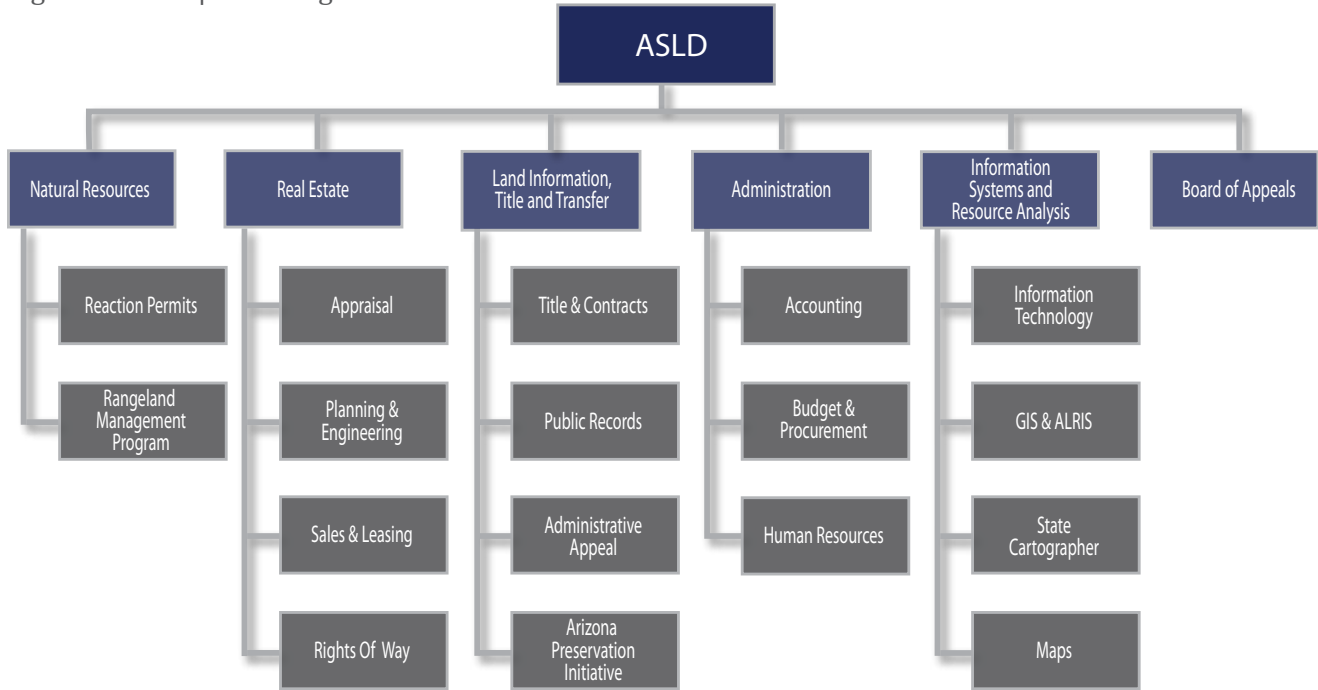 ASLD
Natural Resources
Real Estate
Land Information,
Title and Transfer
Administration
Information
Systems and
Resource Analysis
Board of Appeals
Reaction Permits
Rangeland
Management
Program
Appraisal
Planning &
Engineering
Sales & Leasing
Rights Of Way
Title & Contracts
Public Records
Administrative
Appeal
Arizona
Preservation
Initiative
Accounting
Budget &
Procurement
Human Resources
Information
Technology
GIS & ALRIS
State
Cartographer
Maps